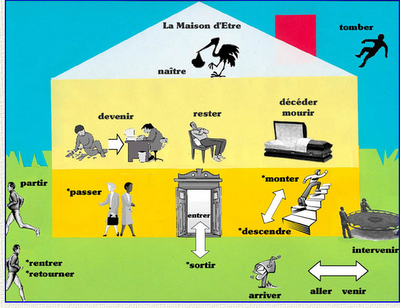 La Maison d'Etre
tomber
naître
devenir
rester
décéder
mourir
partir
*passer
entrer
*monter
*descendre
*rentrer
*retourner
*sortir
intervenir
arriver
aller venir